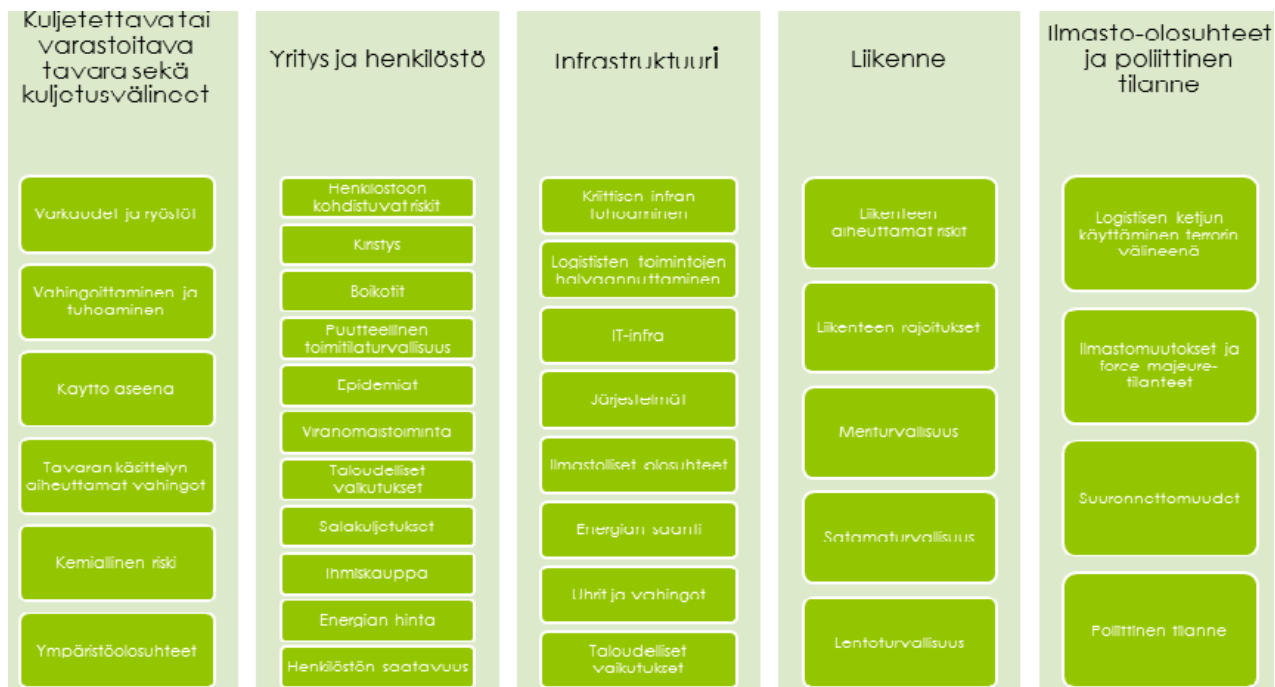 Kuljetettava tai
varastoitava
tavara sekä
kuljetusvälineet
Varkaudet ja ryöstöt
Vahingoittaminen ja
tuhoaminen
Käyttö aseena
Tavaran käsittelyn
aiheuttamat vahingot
Kemiallinen riski
Ympäristöolosuhteet
Yritys ja henkilöstö
Henkilöstöön
kohdistuvat riskit
Kiristys
Boikotit
Puutteellinen
toimitilaturvallisuus
Epidemiat
Viranomaistoiminta
Taloudelliset
vaikutukset
Salakuljetukset
Ihmiskauppa
Energian hinta
Henkilöstön saatavuus
Infrastruktuuri
Kriittisen infran
tuhoaminen
Logististen toimintojen
halvaannuttaminen
IT-infra
Järjestelmät
Ilmastolliset olosuhteet
Energian saanti
Uhrit ja vahingot
Taloudelliset
vaikutukset
Liikenne
Liikenteen
aiheuttamat riskit
Liikenteen rajoitukset
Meriturvallisuus
Satamaturvallisuus
Lentoturvallisuus
Ilmasto-olosuhteet
ja poliittinen
tilanne
Logistisen ketjun
käyttäminen terrorin
välineenä
Ilmastomuutokset ja
force majeure-
tilanteet
Suuronnettomuudet
Poliittinen tilanne